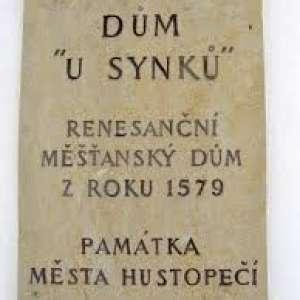 DŮM
"U SYNKŮ"
RENESANČNÍ
MĚŠŤANSKÝ DŮM
Z ROKU 1579
PAMÁTKA
MĚSTA HUSTOPEČÍ